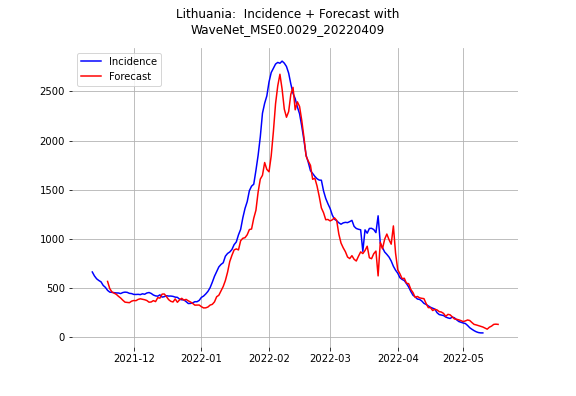 Lithuania:  Incidence + Forecast with
WaveNet_MSE0.0029_20220409
Incidence
Forecast
2500
2000
1500
1000
500
0
2021-12 2022-01 2022-02 2022-03 2022-04 2022-05